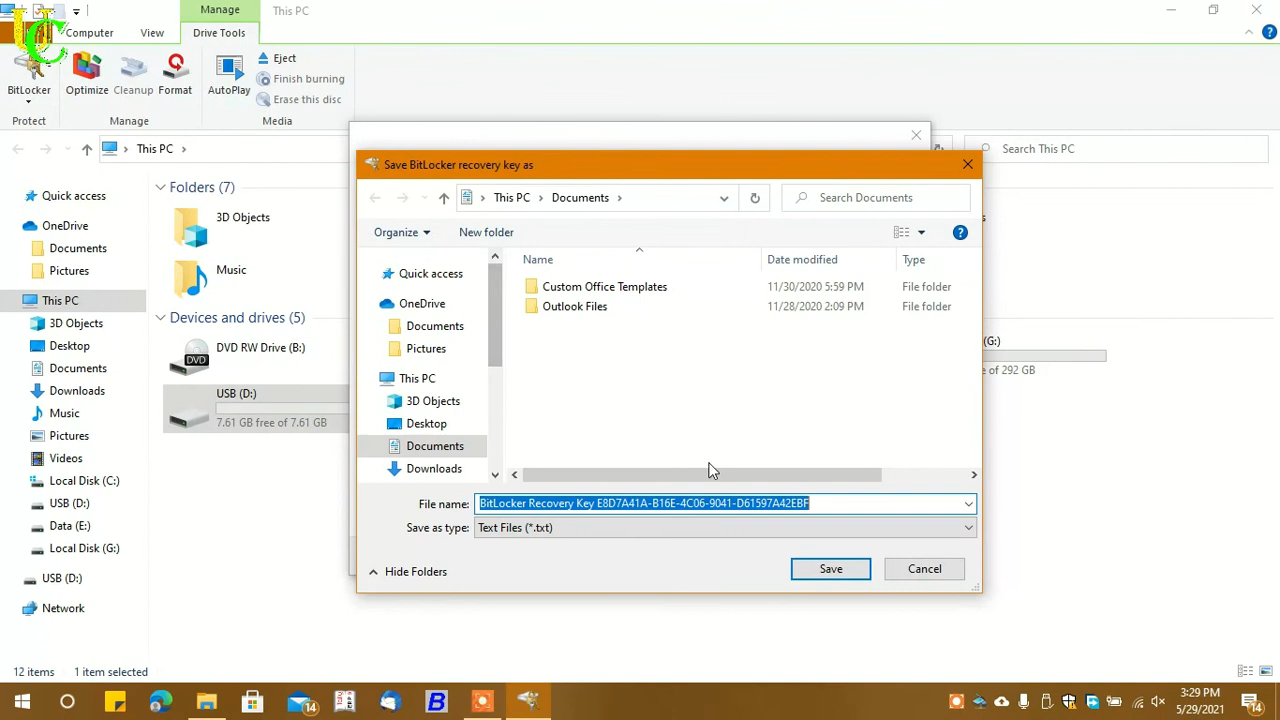 Manage
This PC
Computer
View
Drive Tools
UC
BitLocker
Optimize
Cleanup
Format
AutoPlay
Eject
Finish burning
Erase this disc
Protect
Manage
Media
This PC
Search This PC
Quick access
OneDrive
Documents
Pictures
This PC
3D Objects
Desktop
Documents
Downloads
Music
Pictures
Videos
Local Disk (C:)
USB (D:)
Data (E:)
Local Disk (G:)
USB (D:)
Network
Folders (7)
3D Objects
Music
Devices and drives (5)
DVD RW Drive (B:)
DVD
USB (D:)
7.61 GB free of 7.61 GB
(G:)
of 292 GB
Save BitLocker recovery key as
This PC
Documents
Search Documents
Organize
New folder
Quick access
OneDrive
Documents
Pictures
This PC
3D Objects
Desktop
Documents
Downloads
Name
Date modified
Type
Custom Office Templates
11/30/2020 5:59 PM
File folder
Outlook Files
11/28/2020 2:09 PM
File folder
File name:
BitLocker Recovery Key E8D7A41A-B16E-4C06-9041-D61597A42EBF
Save as type:
Text Files (*.txt)
Hide Folders
Save
Cancel
12 items
1 item selected
14
B
3:29 PM
5/29/2021
14